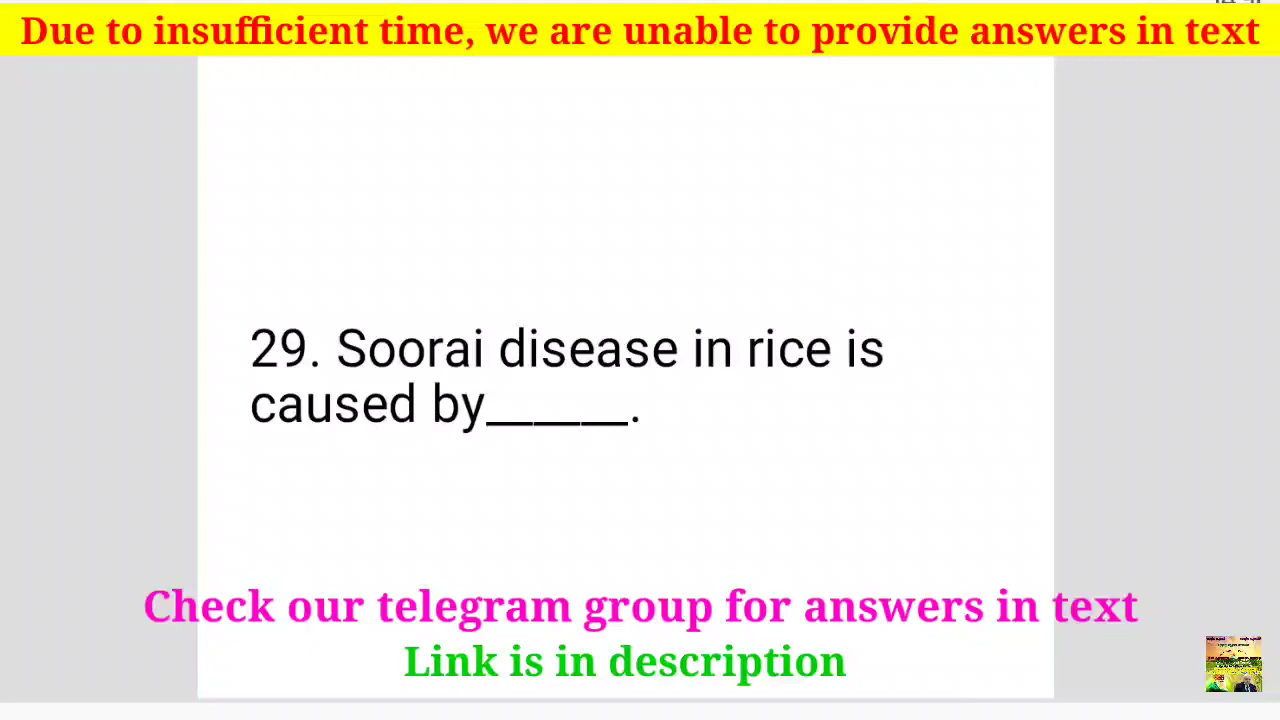 Due to insufficient time, we are unable to provide answers in text
29. Soorai disease in rice is
caused by______.
Check our telegram group for answers in text
Link is in description